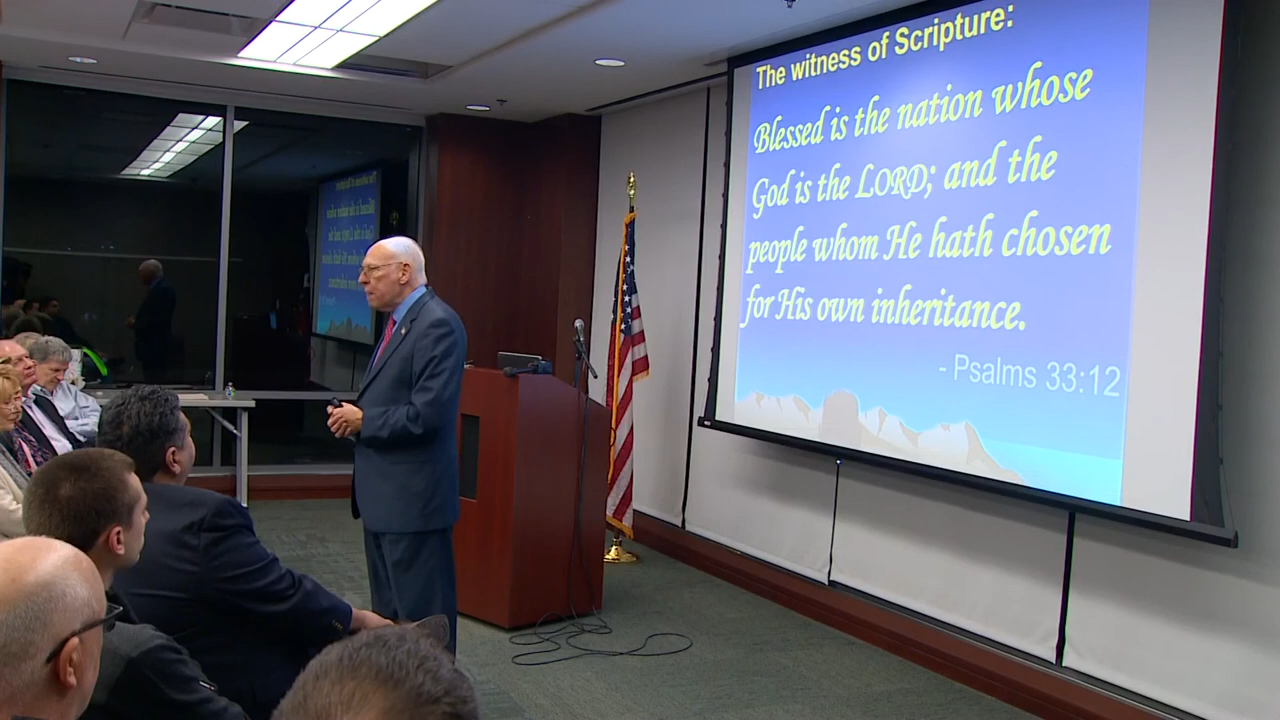 The witness of Scripture:
Blessed is the nation whose
God is the LORD; and the
people whom He hath chosen
for His own inheritance.
- Psalms 33:12